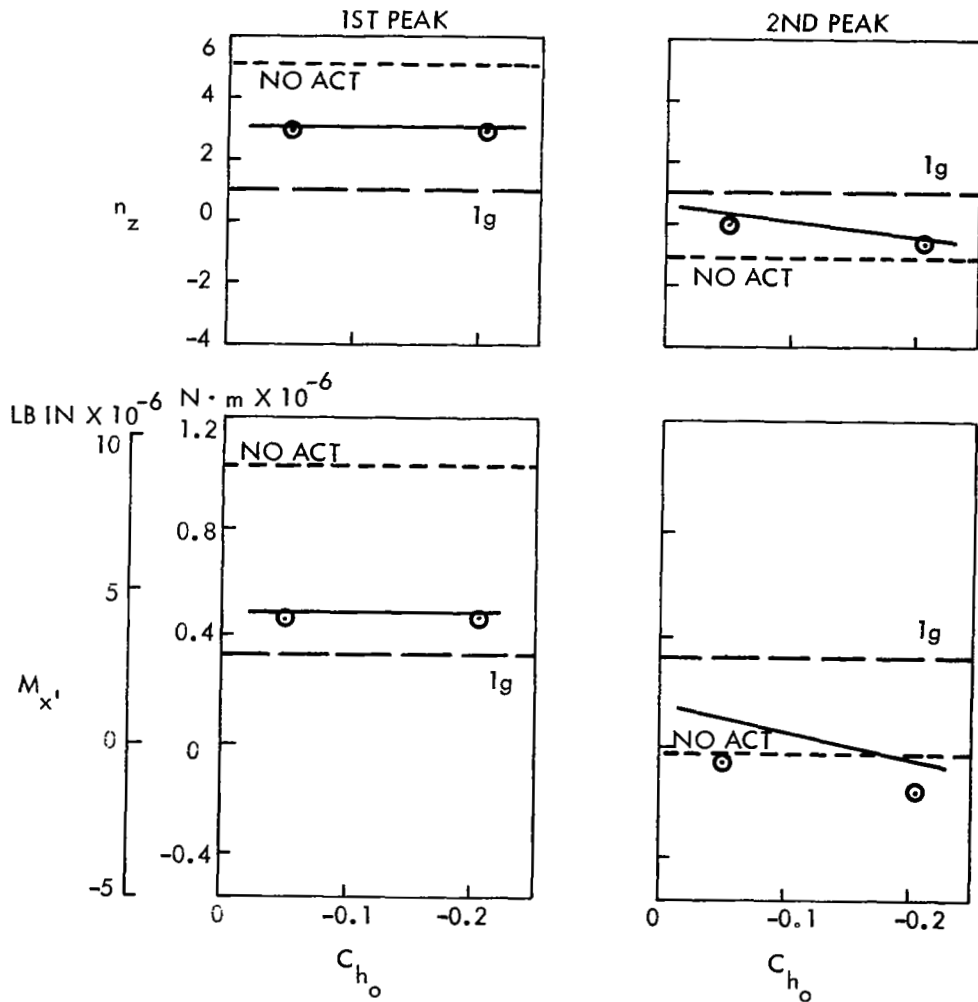 1ST PEAK
2ND PEAK
6
4
2
0
-2
-4
n_z
NO ACT
1g
1g
NO ACT
LB IN X 10^-6 N · m X 10^-6
10
5
0
-5
1.2
0.8
0.4
0
-0.4
M_x'
NO ACT
1g
1g
NO ACT
0 -0.1 -0.2
0 -0.1 -0.2
C_h_o
C_h_o